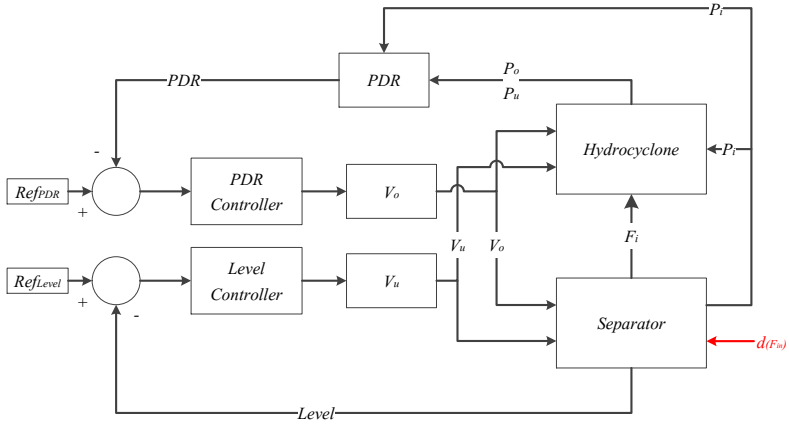 Pi
PDR
PDR
Po
Pu
Hydrocyclone
Pi
-
RefPDR
+
PDR
Controller
Vo
Fi
Vu
Vo
RefLevel
+
-
Level
Controller
Vu
Separator
d(Fin)
Level